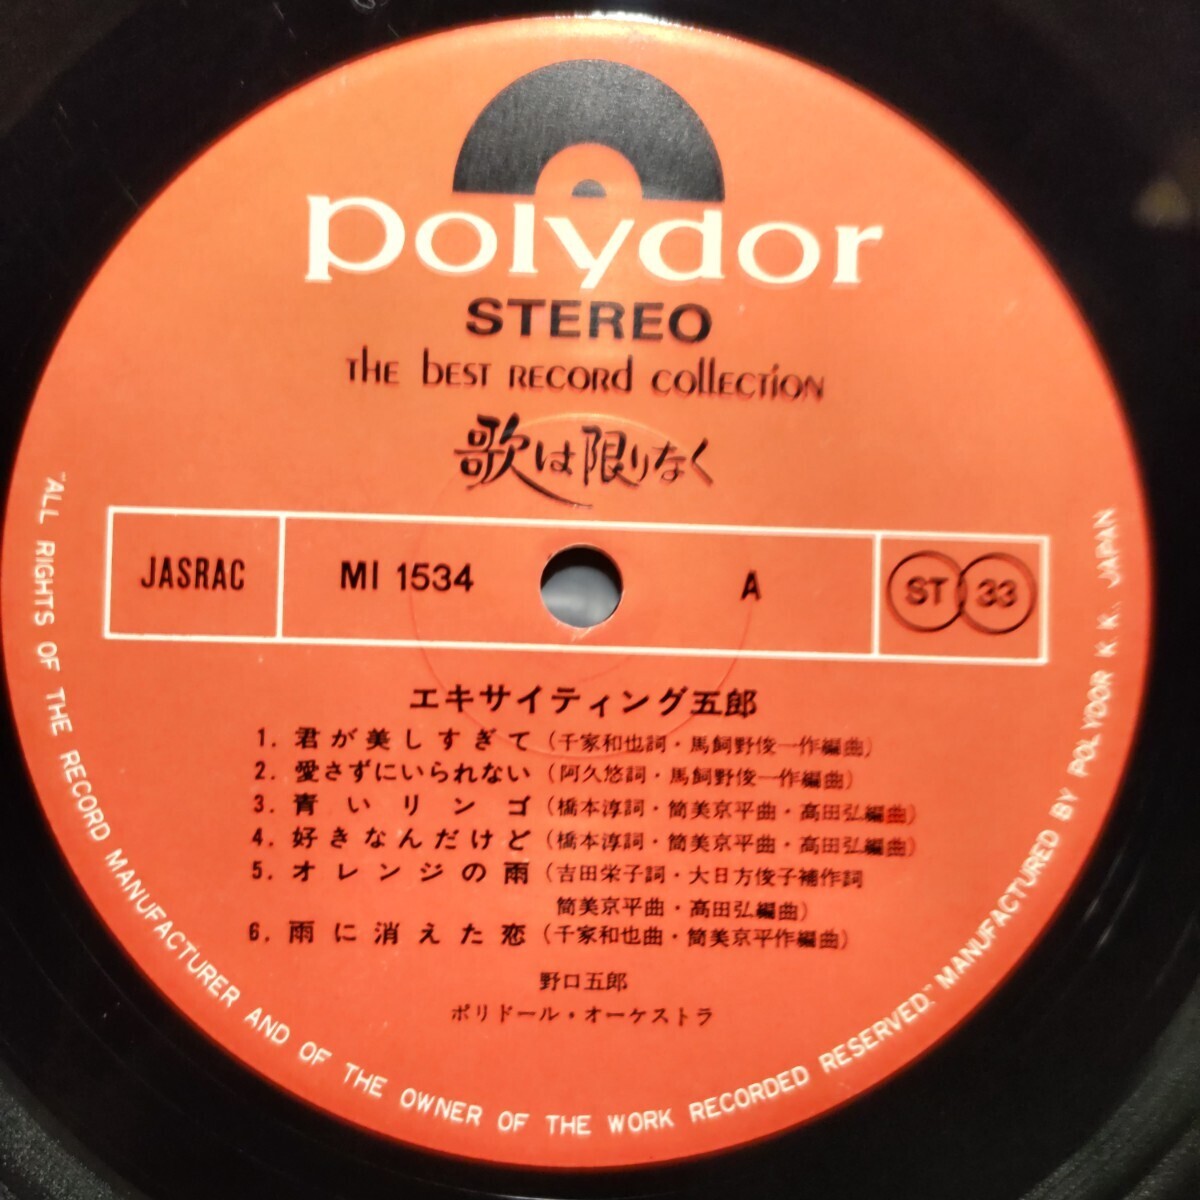 polydor
STEREO
THE bEST RECORd COllECTiON
歌は限りなく
JASRAC MI 1534 A ST 33
エキサイティング五郎
1. 君が美しすぎて (千家和也詞・馬飼野俊一作編曲)
2. 愛さずにいられない (阿久悠詞・馬飼野俊一作編曲)
3. 青いリンゴ (橋本淳詞・筒美京平曲・高田弘編曲)
4. 好きなんだけど (橋本淳詞・筒美京平曲・高田弘編曲)
5. オレンジの雨 (吉田栄子詞・大日方俊子補作詞
筒美京平曲・高田弘編曲)
6. 雨に消えた恋 (千家和也曲・筒美京平作編曲)
野口五郎
ポリドール・オーケストラ
"ALL RIGHTS OF THE RECORD MANUFACTURER AND OF THE OWNER OF THE WORK RECORDED RESERVED." MANUFACTURED BY POLYDOR K.K., JAPAN